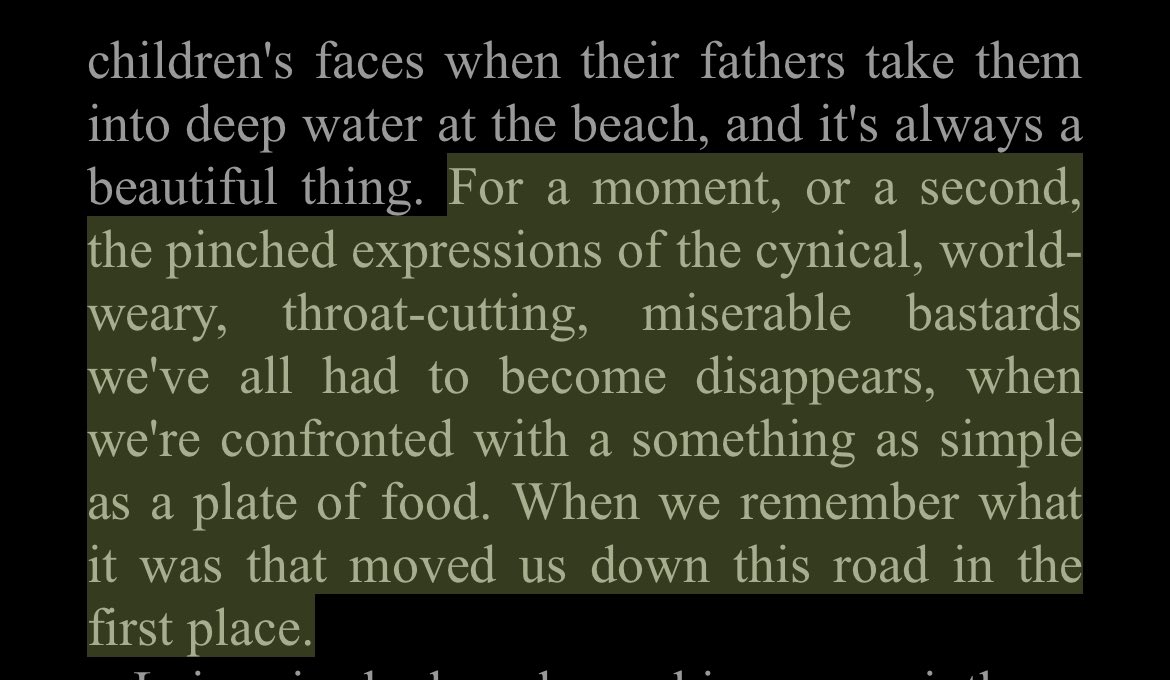 children's faces when their fathers take them
into deep water at the beach, and it's always a
beautiful thing. For a moment, or a second,
the pinched expressions of the cynical, world-
weary, throat-cutting, miserable bastards
we've all had to become disappears, when
we're confronted with a something as simple
as a plate of food. When we remember what
it was that moved us down this road in the
first place.